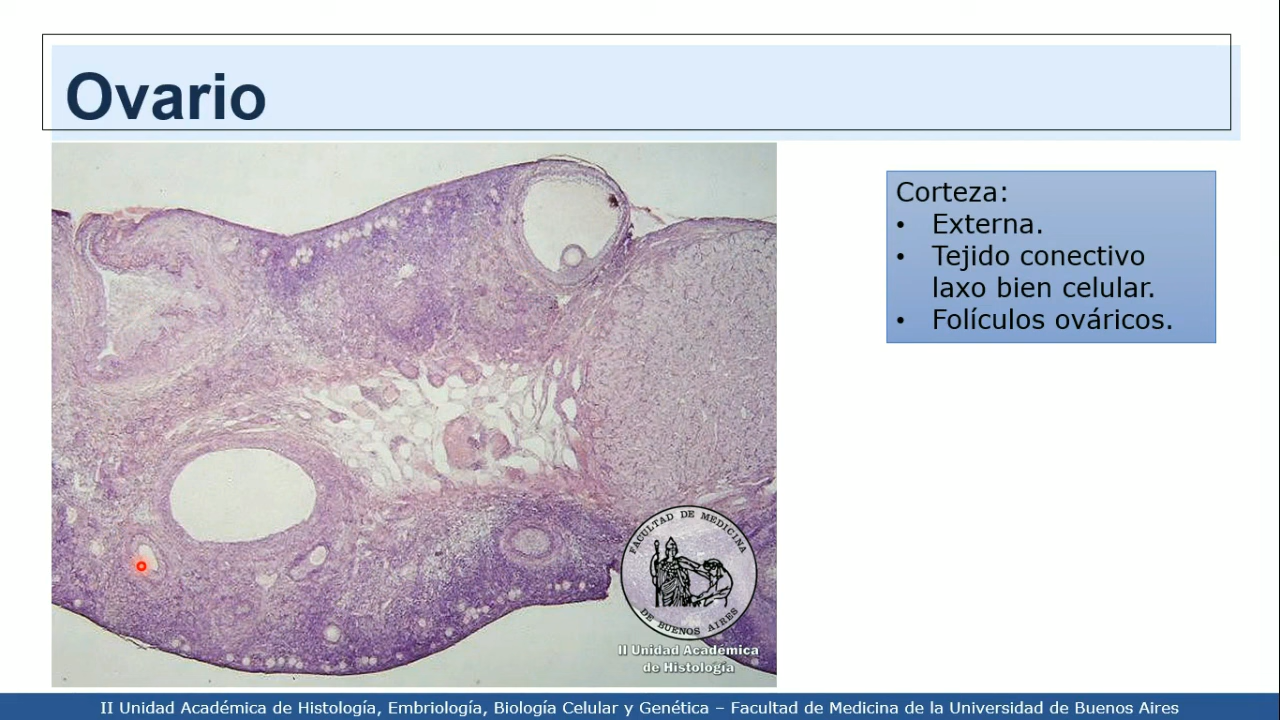 Ovario
Corteza:
• Externa.
• Tejido conectivo
laxo bien celular.
• Folículos ováricos.
FACULTAD DE MEDICINA
DE BUENOS AIRES
II Unidad Académica
de Histología
II Unidad Académica de Histología, Embriología, Biología Celular y Genética – Facultad de Medicina de la Universidad de Buenos Aires